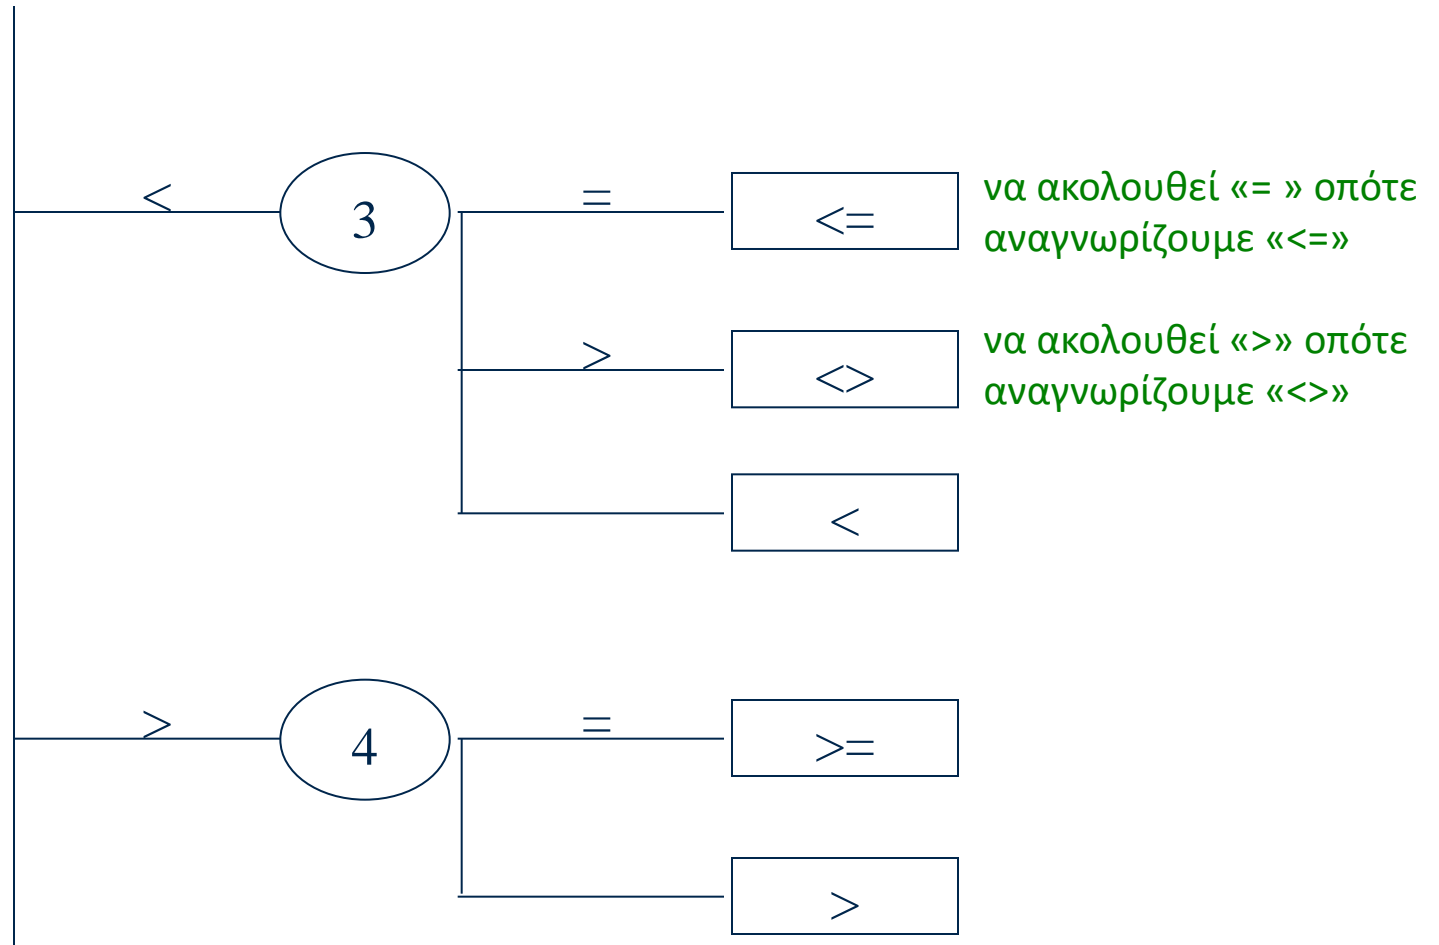 < 3 = <= να ακολουθεί «= » οπότε
αναγνωρίζουμε «<=»
> <> να ακολουθεί «>» οπότε
αναγνωρίζουμε «<>»
<
> 4 = >=
>